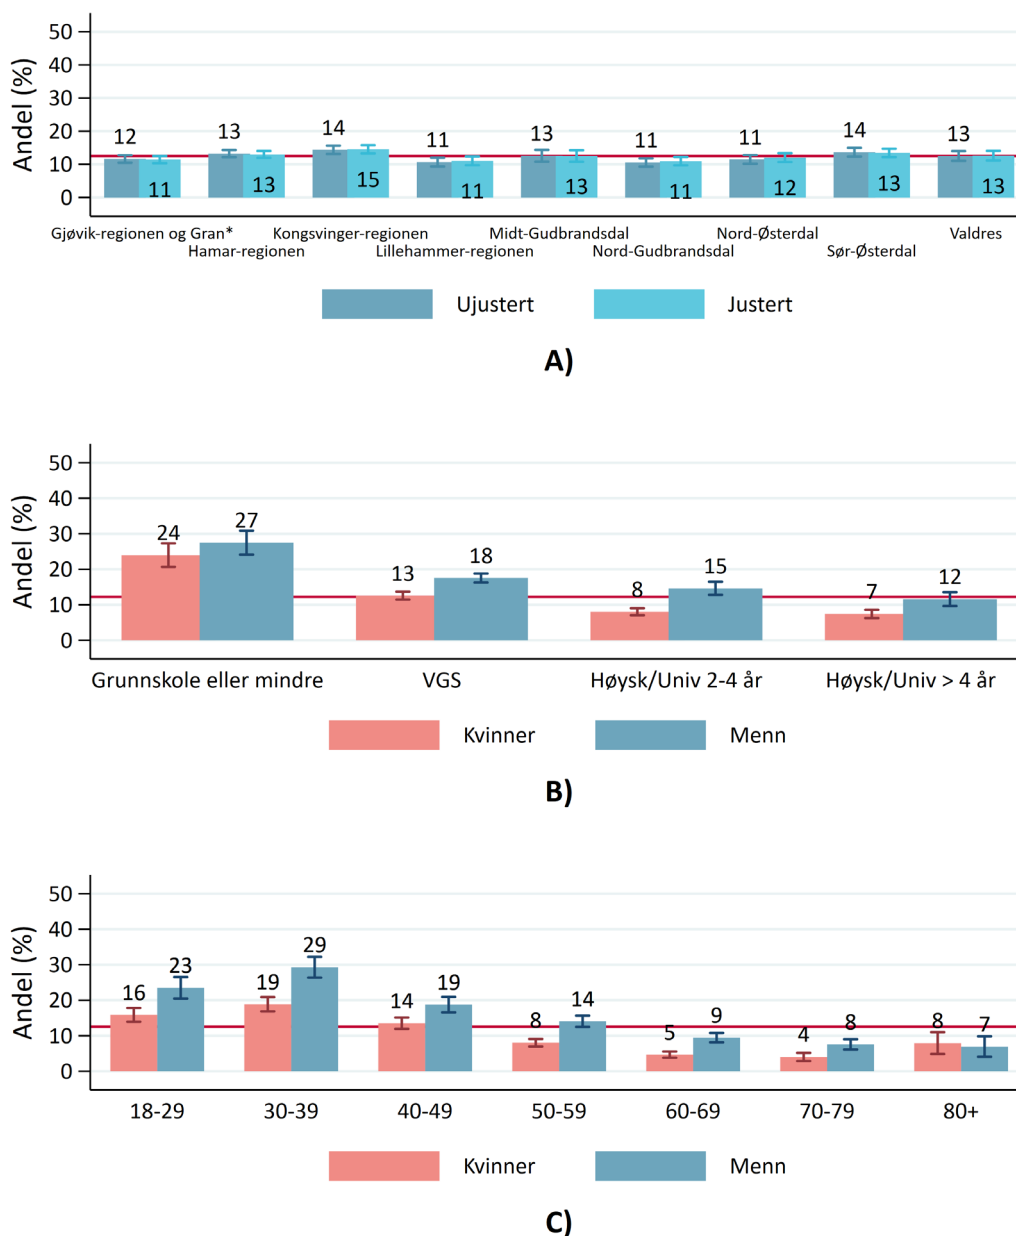 Andel (%)
50
40
30
20
10
0
12 13 14 11 13 11 11 14 13
11 13 15 11 13 11 12 13 13
Gjøvik-regionen og Gran* Kongsvinger-regionen Midt-Gudbrandsdal Nord-Østerdal Valdres
Hamar-regionen Lillehammer-regionen Nord-Gudbrandsdal Sør-Østerdal
Ujustert Justert
A)
Andel (%)
50
40
30
20
10
0
24 27 13 18 8 15 7 12
Grunnskole eller mindre VGS Høysk/Univ 2-4 år Høysk/Univ > 4 år
Kvinner Menn
B)
Andel (%)
50
40
30
20
10
0
16 23 19 29 14 19 8 14 5 9 4 8 8 7
18-29 30-39 40-49 50-59 60-69 70-79 80+
Kvinner Menn
C)